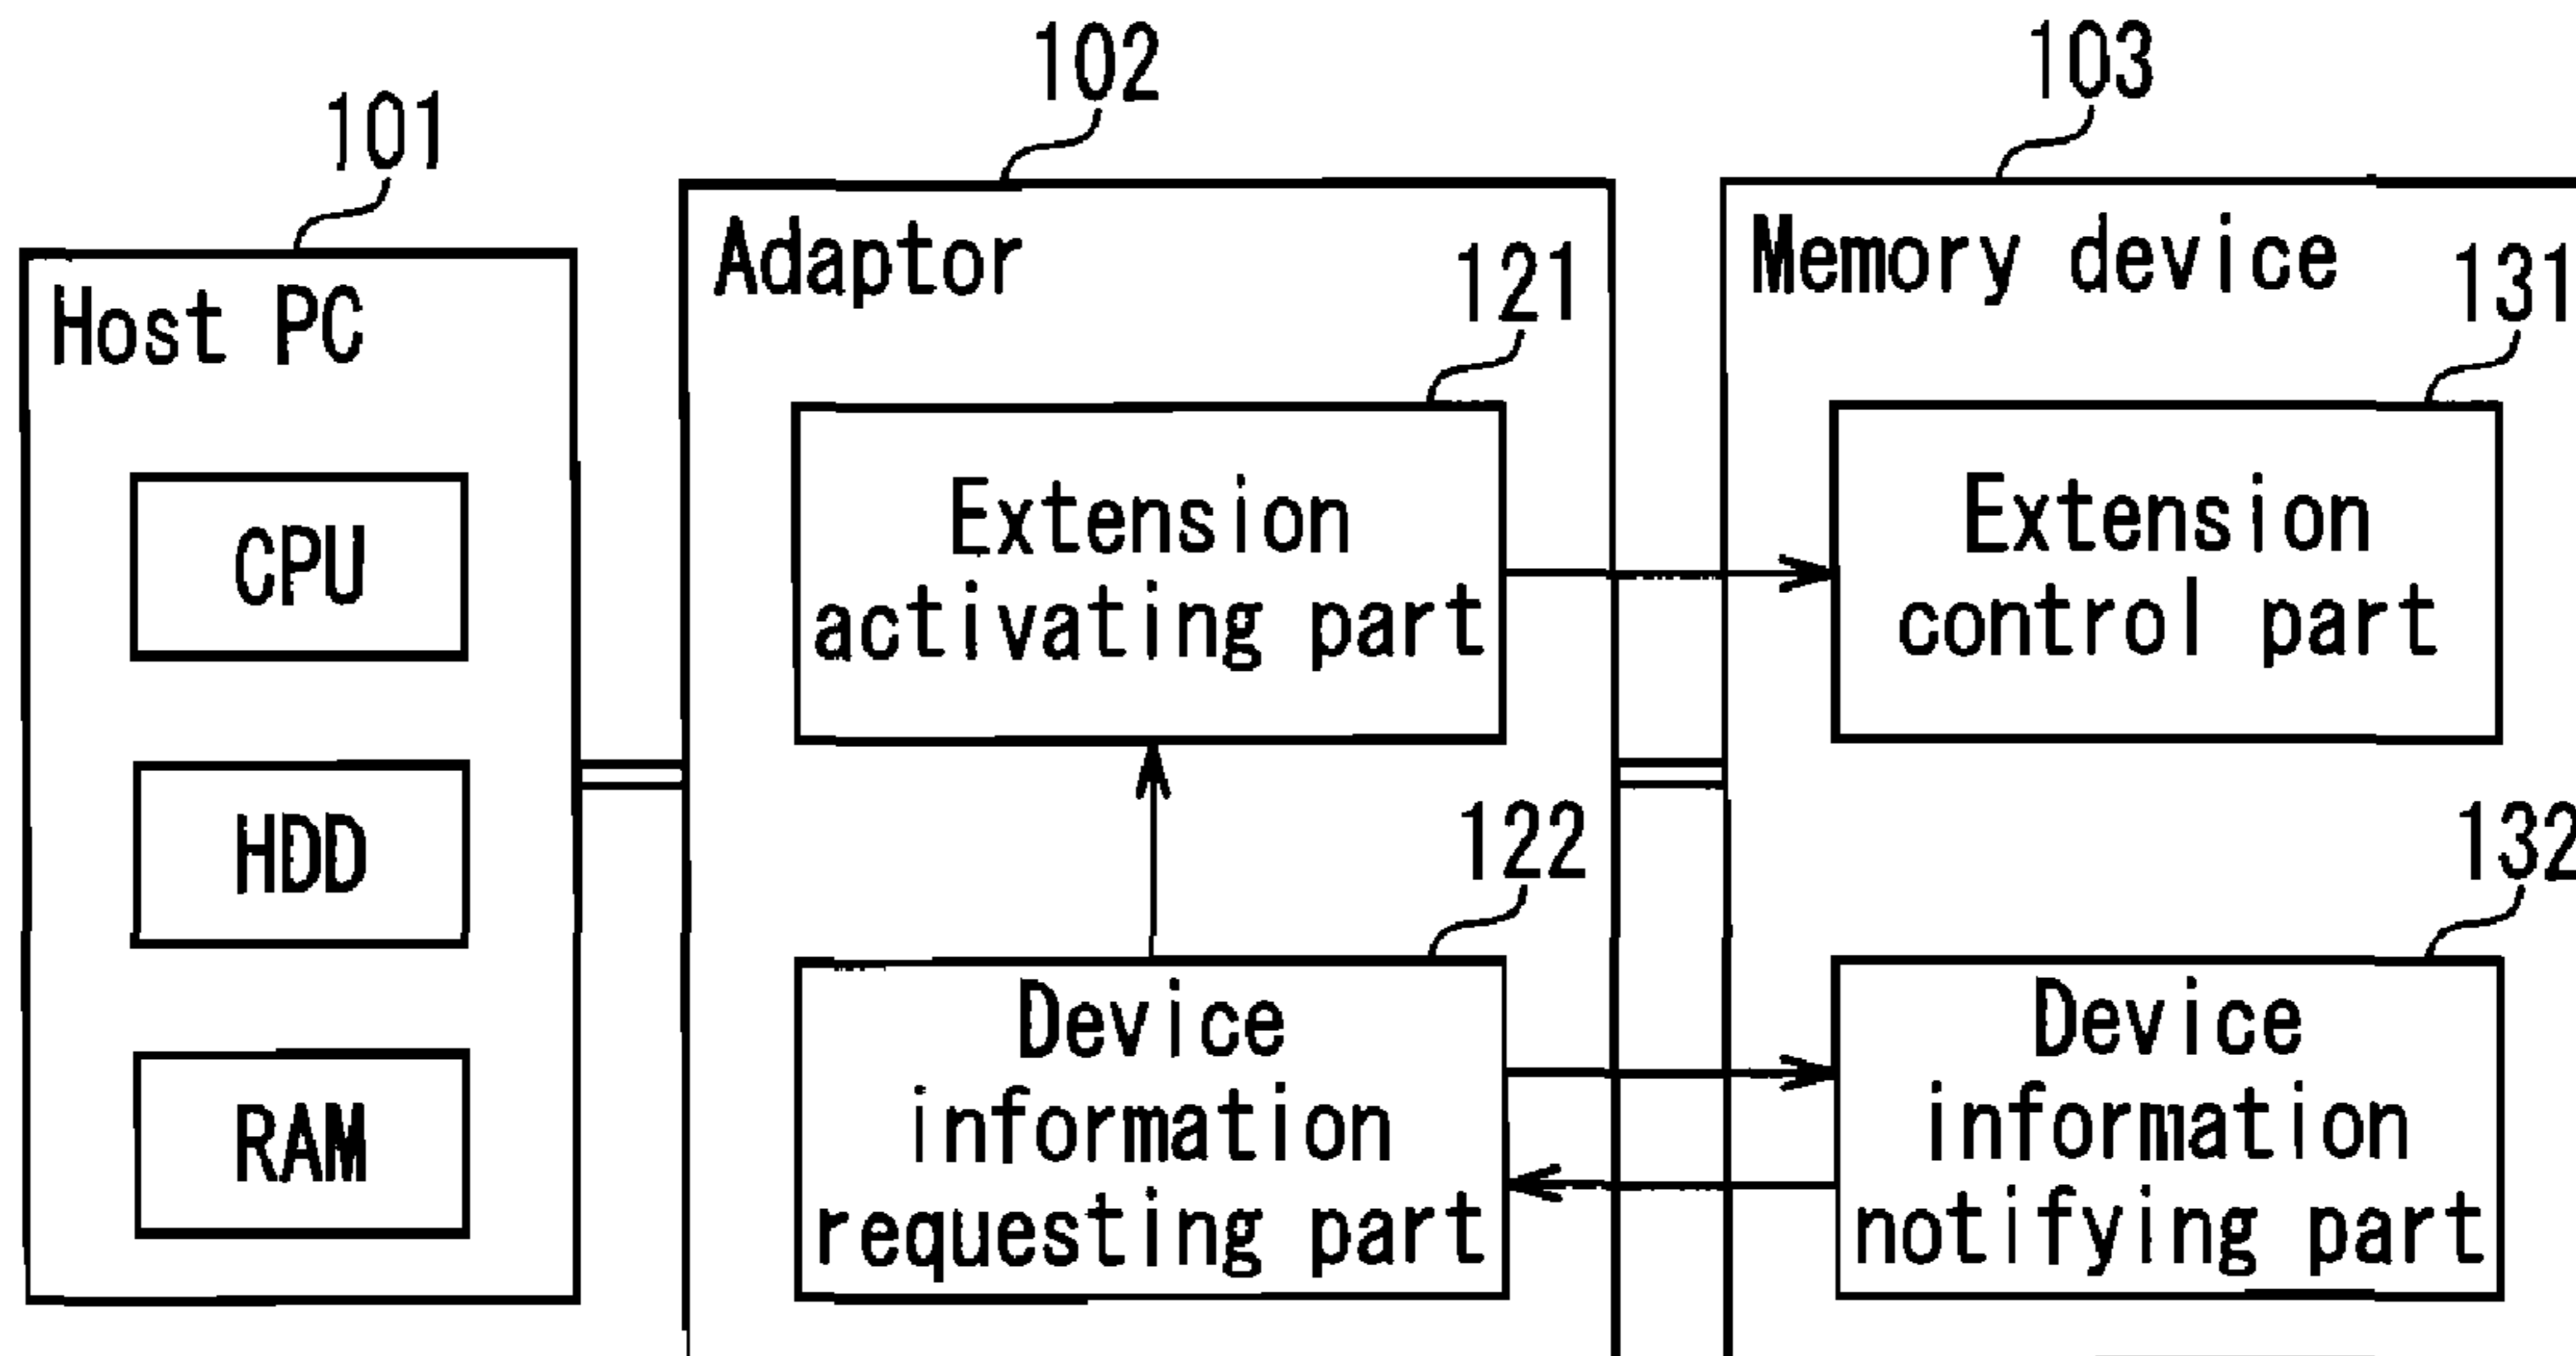 101
Host PC
CPU
HDD
RAM
102
Adaptor
121
Extension
activating part
122
Device
information
requesting part
103
Memory device
131
Extension
control part
132
Device
information
notifying part